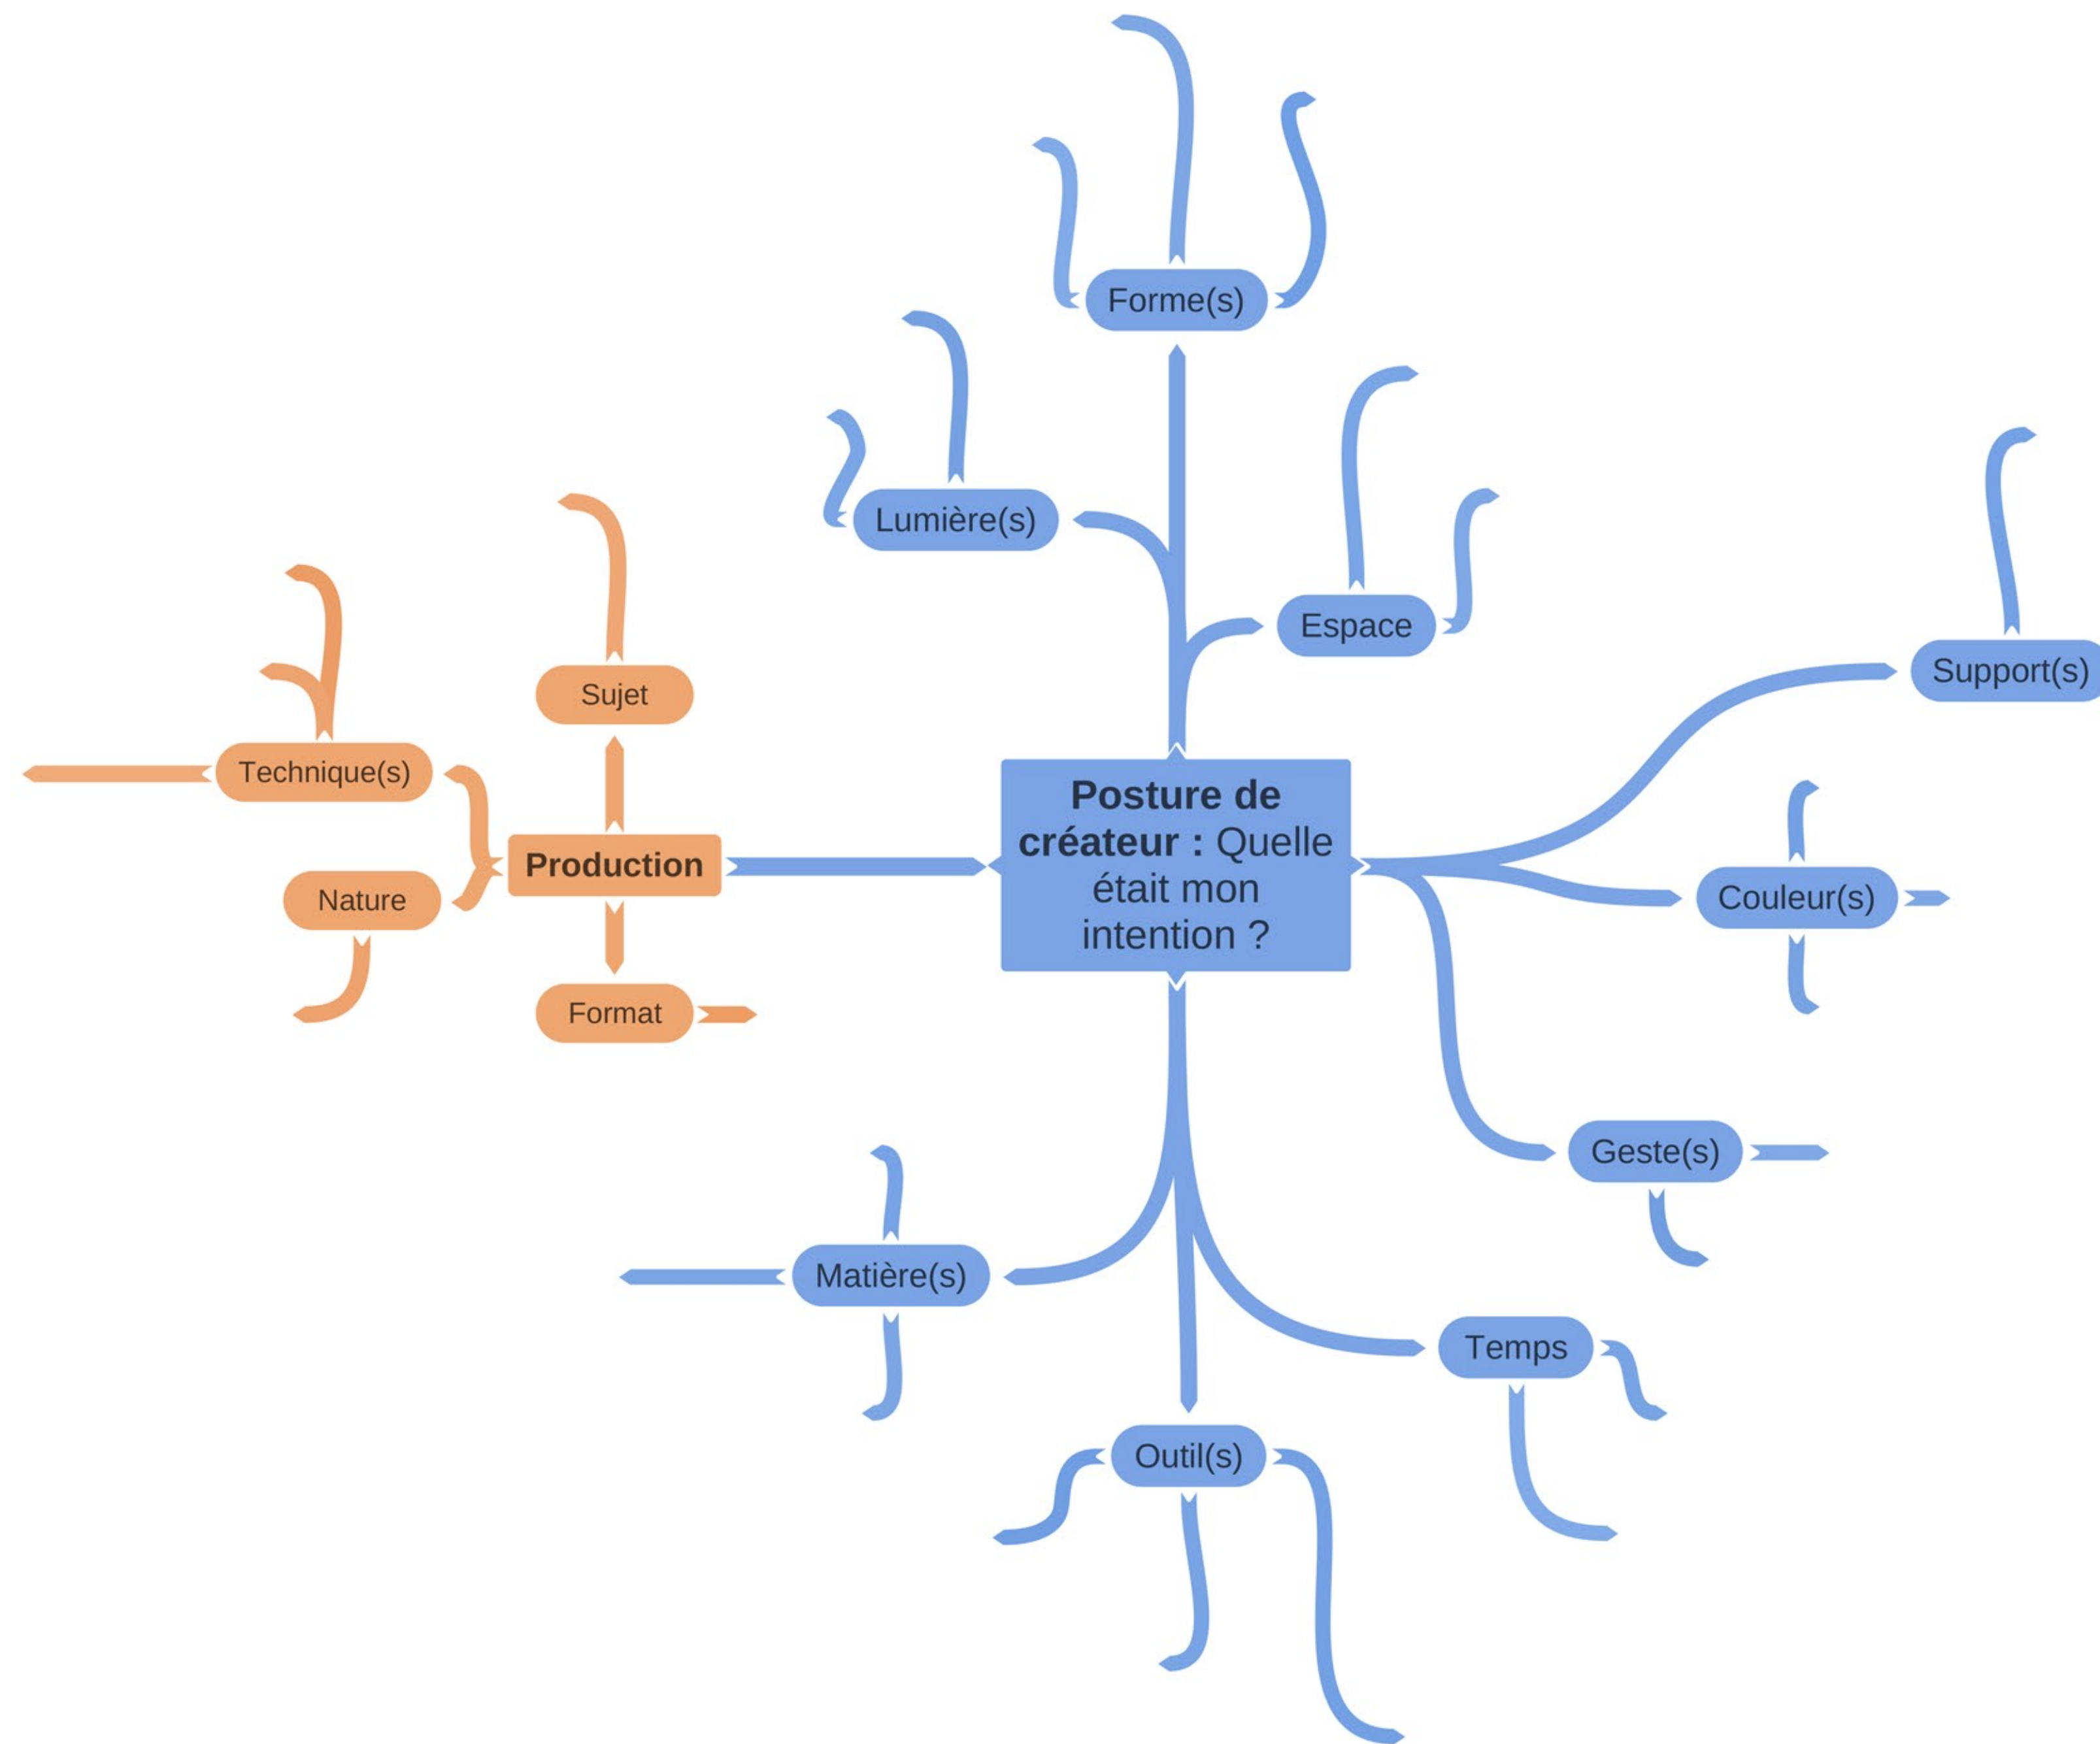 Forme(s)
Lumière(s)
Espace
Support(s)
Sujet
Technique(s)
Production
Nature
Format
Posture de
créateur : Quelle
était mon
intention ?
Couleur(s)
Geste(s)
Matière(s)
Temps
Outil(s)